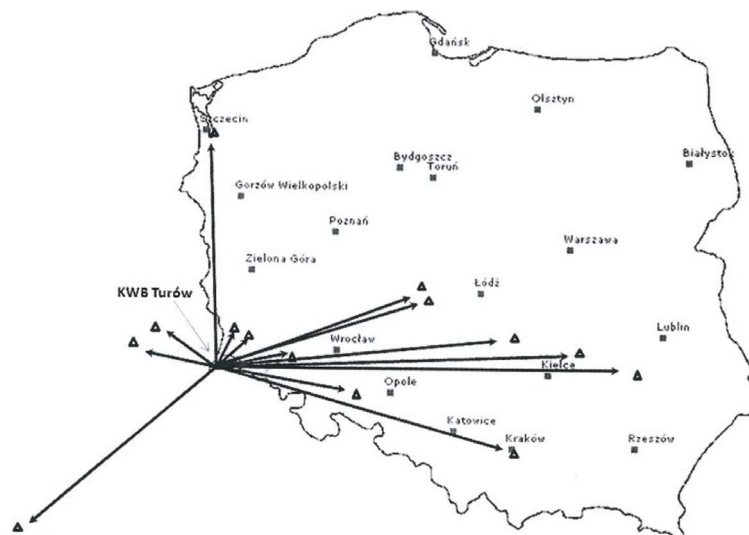 Gdańsk
Olsztyn
Szczecin
Bydgoszcz
Toruń
Białystok
Gorzów Wielkopolski
Poznań
Warszawa
Zielona Góra
KWB Turów
Łódź
Wrocław
Lublin
Kielce
Opole
Katowice
Kraków
Rzeszów